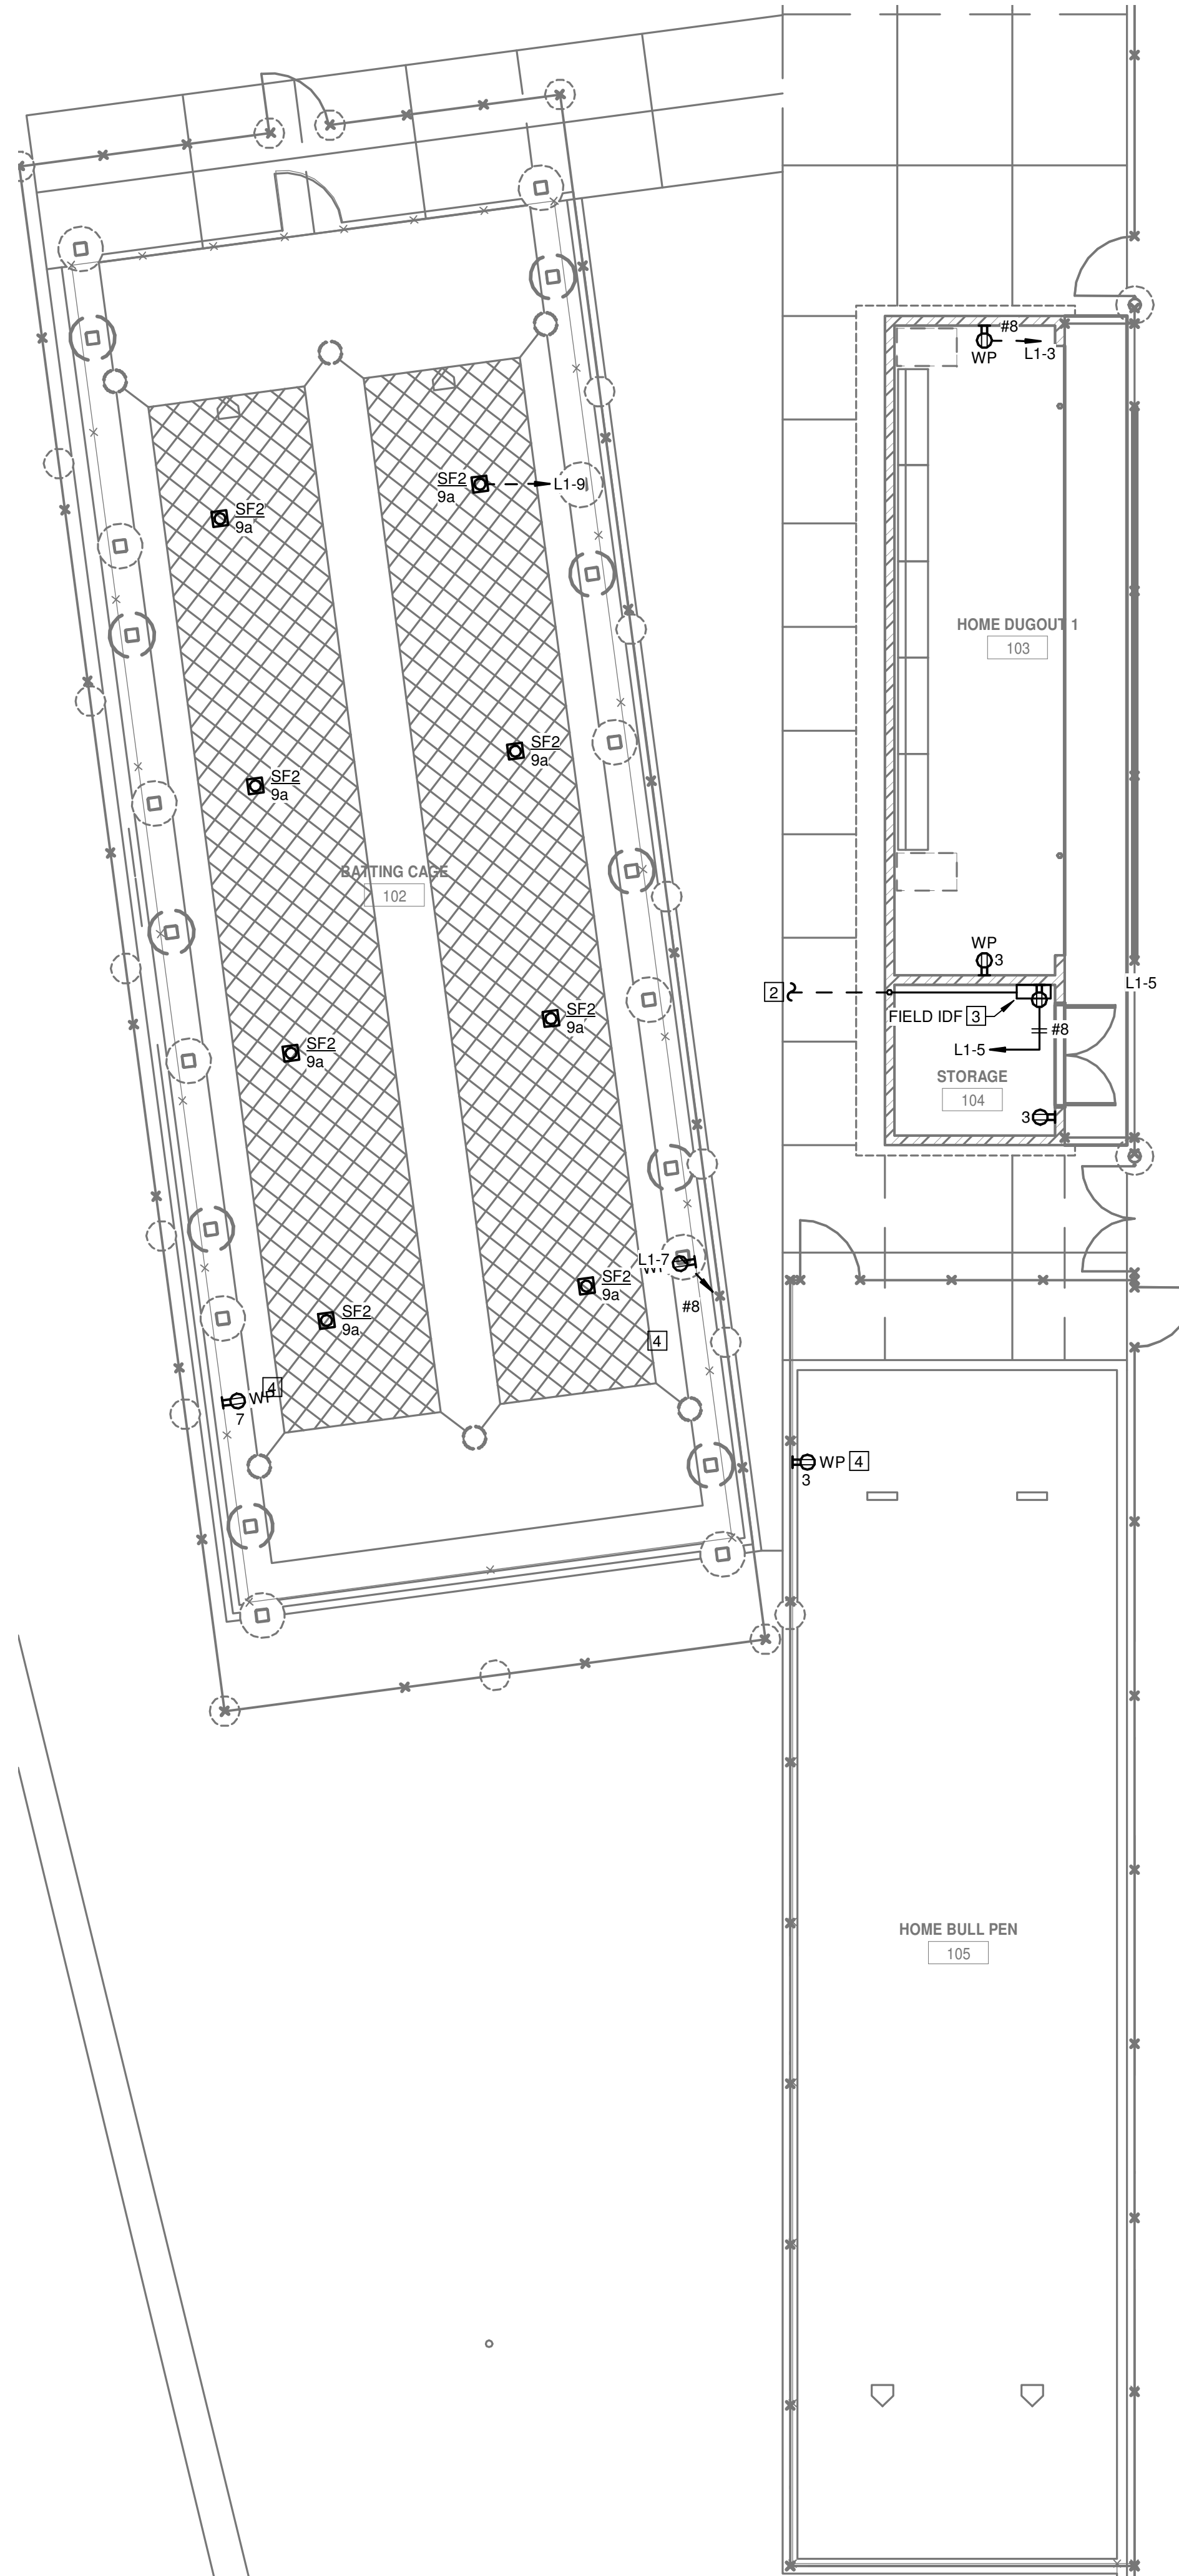 #8
L1-3
WP
SF2
9a
L1-9
SF2
9a
HOME DUGOUT 1
103
SF2
9a
SF2
9a
BATTING CAGE
102
WP
3
L1-5
2
FIELD IDF 3
#8
L1-5
SF2
9a
SF2
9a
STORAGE
104
3
L1-7
WP
SF2
9a
#8
SF2
9a
4
4
WP
7
WP 4
3
HOME BULL PEN
105